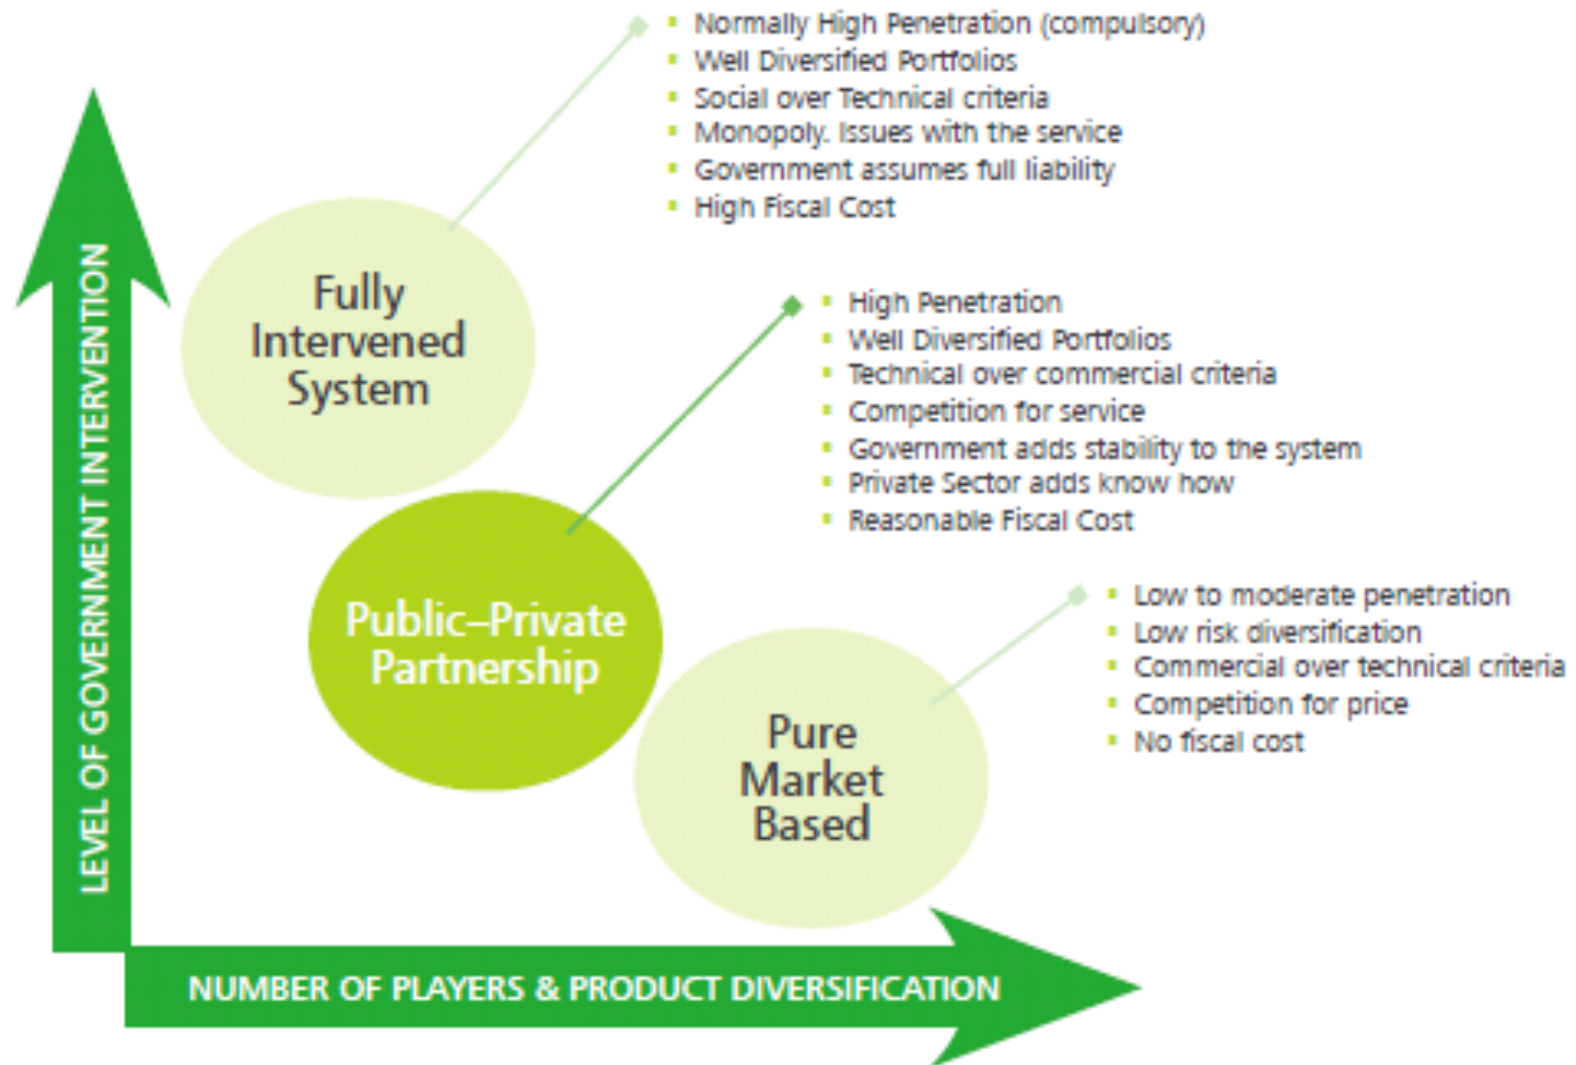 Normally High Penetration (compulsory)
Well Diversified Portfolios
Social over Technical criteria
Monopoly. Issues with the service
Government assumes full liability
High Fiscal Cost
Fully
Intervened
System
High Penetration
Well Diversified Portfolios
Technical over commercial criteria
Competition for service
Government adds stability to the system
Private Sector adds know how
Reasonable Fiscal Cost
Public–Private
Partnership
Low to moderate penetration
Low risk diversification
Commercial over technical criteria
Competition for price
No fiscal cost
Pure
Market
Based
LEVEL OF GOVERNMENT INTERVENTION
NUMBER OF PLAYERS & PRODUCT DIVERSIFICATION